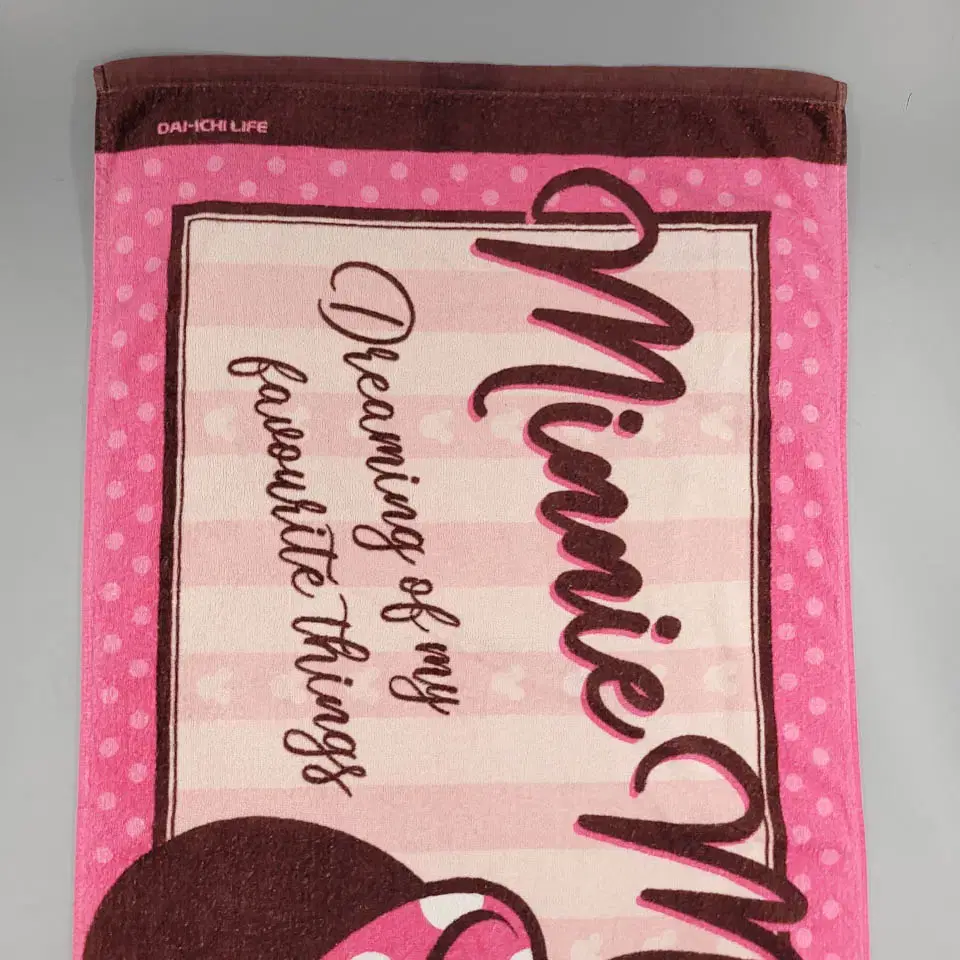 DAI-ICHI LIFE
Minnie M
Dreaming of my
favourite things